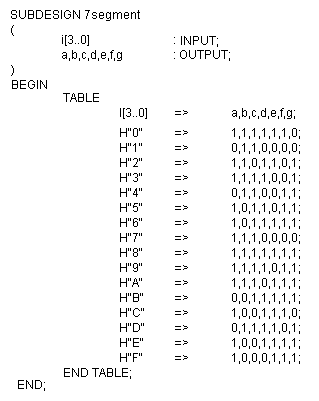 SUBDESIGN 7segment
(
i[3..0] : INPUT;
a,b,c,d,e,f,g : OUTPUT;
)
BEGIN
TABLE
I[3..0] => a,b,c,d,e,f,g;
H"0" => 1,1,1,1,1,1,0;
H"1" => 0,1,1,0,0,0,0;
H"2" => 1,1,0,1,1,0,1;
H"3" => 1,1,1,1,0,0,1;
H"4" => 0,1,1,0,0,1,1;
H"5" => 1,0,1,1,0,1,1;
H"6" => 1,0,1,1,1,1,1;
H"7" => 1,1,1,0,0,0,0;
H"8" => 1,1,1,1,1,1,1;
H"9" => 1,1,1,1,0,1,1;
H"A" => 1,1,1,0,1,1,1;
H"B" => 0,0,1,1,1,1,1;
H"C" => 1,0,0,1,1,1,0;
H"D" => 0,1,1,1,1,0,1;
H"E" => 1,0,0,1,1,1,1;
H"F" => 1,0,0,0,1,1,1;
END TABLE;
END;